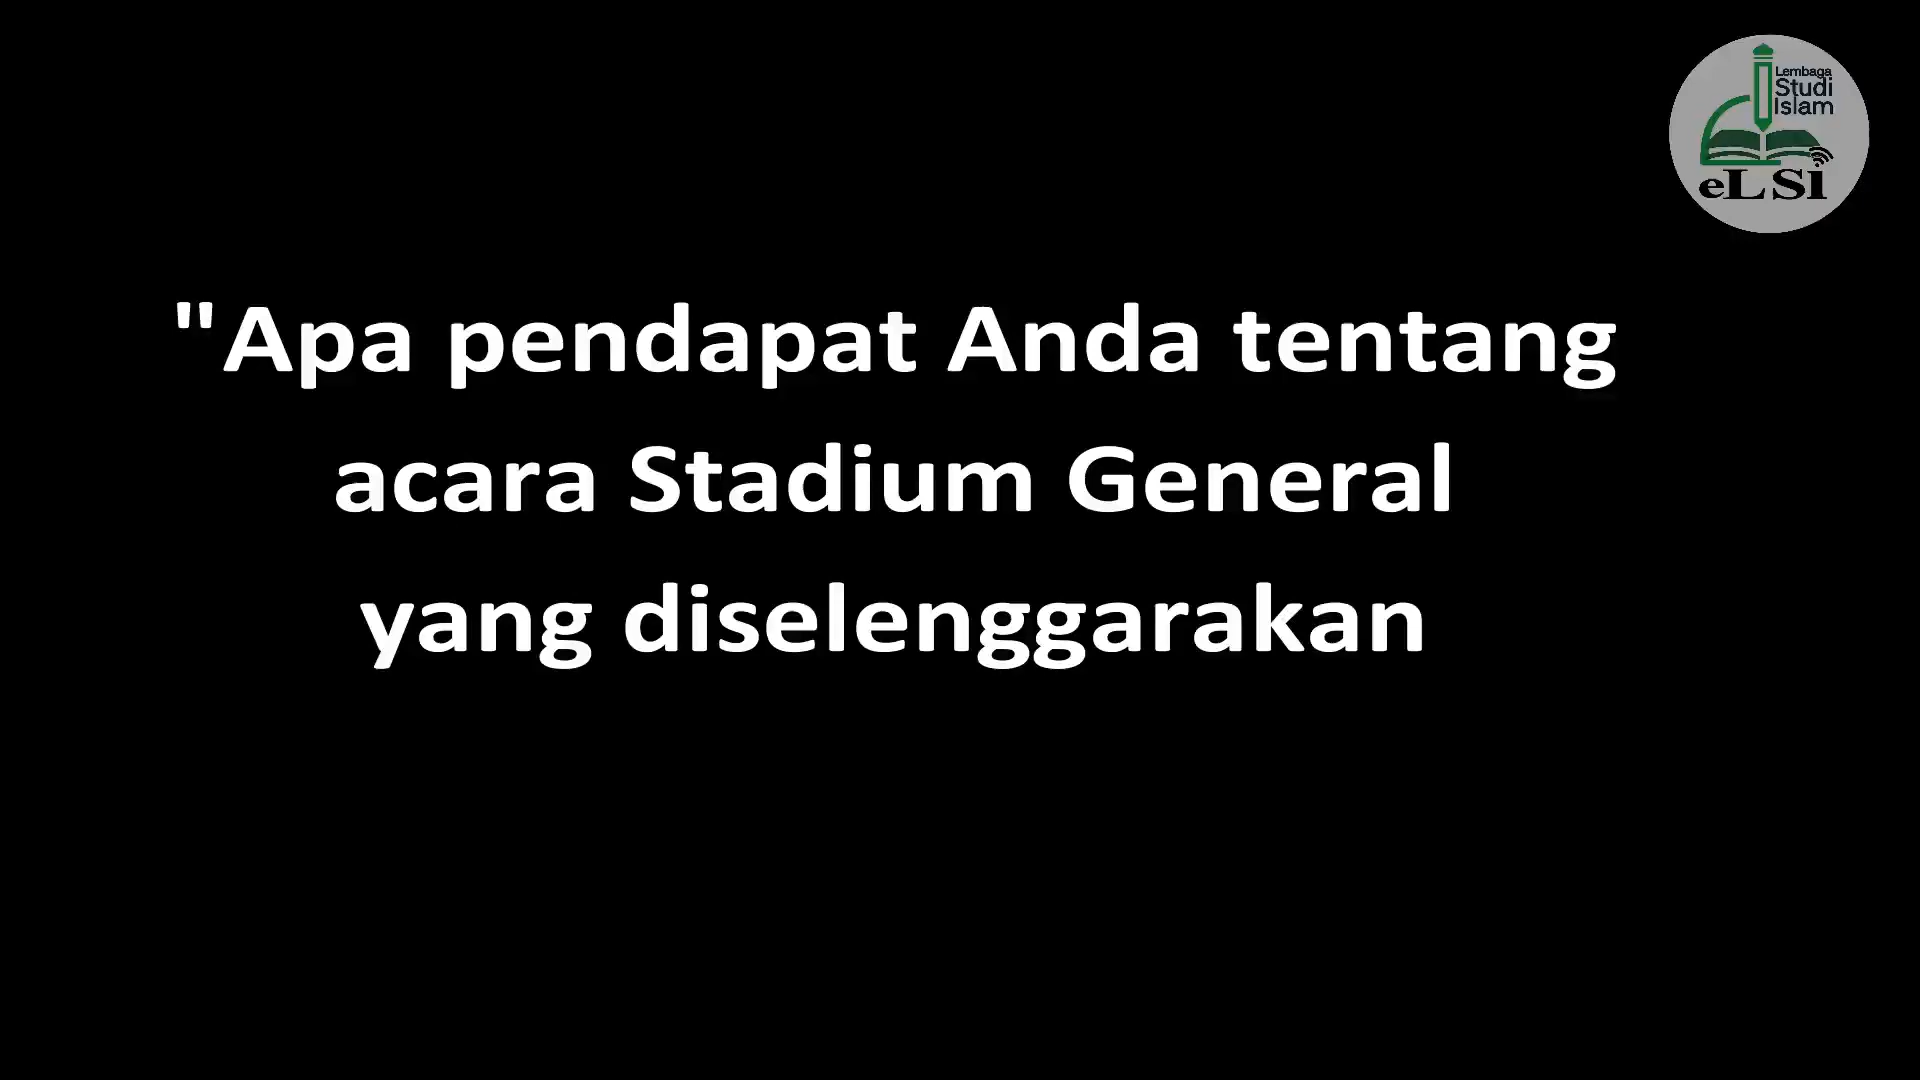 Lembaga
Studi
Islam
eLSi
"Apa pendapat Anda tentang
acara Stadium General
yang diselenggarakan